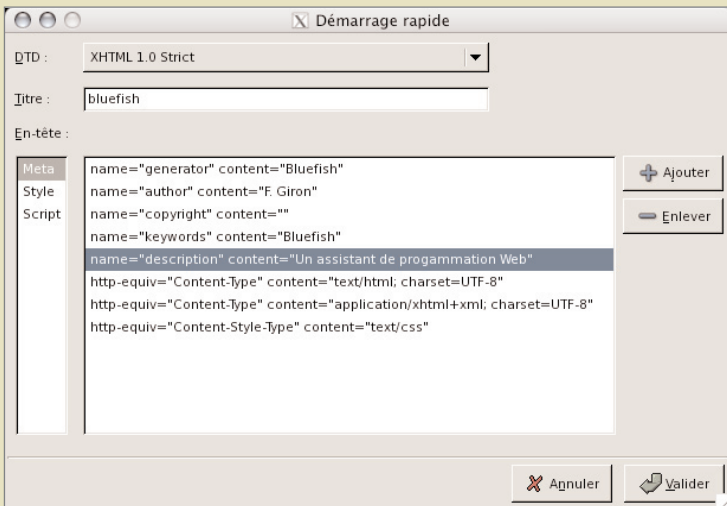 Démarrage rapide
DTD : XHTML 1.0 Strict
Titre : bluefish
En-tête :
Meta
Style
Script
name="generator" content="Bluefish"
name="author" content="F. Giron"
name="copyright" content=""
name="keywords" content="Bluefish"
name="description" content="Un assistant de progammation Web"
http-equiv="Content-Type" content="text/html; charset=UTF-8"
http-equiv="Content-Type" content="application/xhtml+xml; charset=UTF-8"
http-equiv="Content-Style-Type" content="text/css"
Ajouter
Enlever
Annuler
Valider